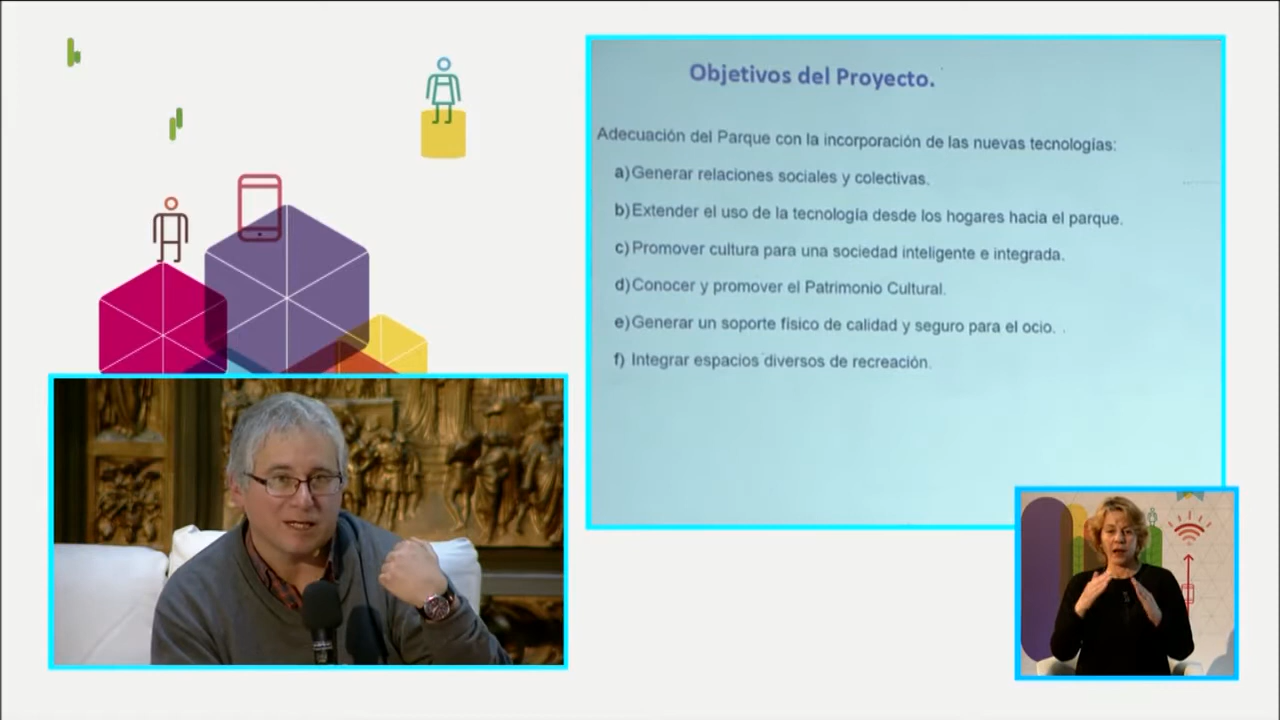 Objetivos del Proyecto.
Adecuación del Parque con la incorporación de las nuevas tecnologías:
a) Generar relaciones sociales y colectivas.
b) Extender el uso de la tecnología desde los hogares hacia el parque.
c) Promover cultura para una sociedad inteligente e integrada.
d) Conocer y promover el Patrimonio Cultural.
e) Generar un soporte físico de calidad y seguro para el ocio. .
f) Integrar espacios diversos de recreación.